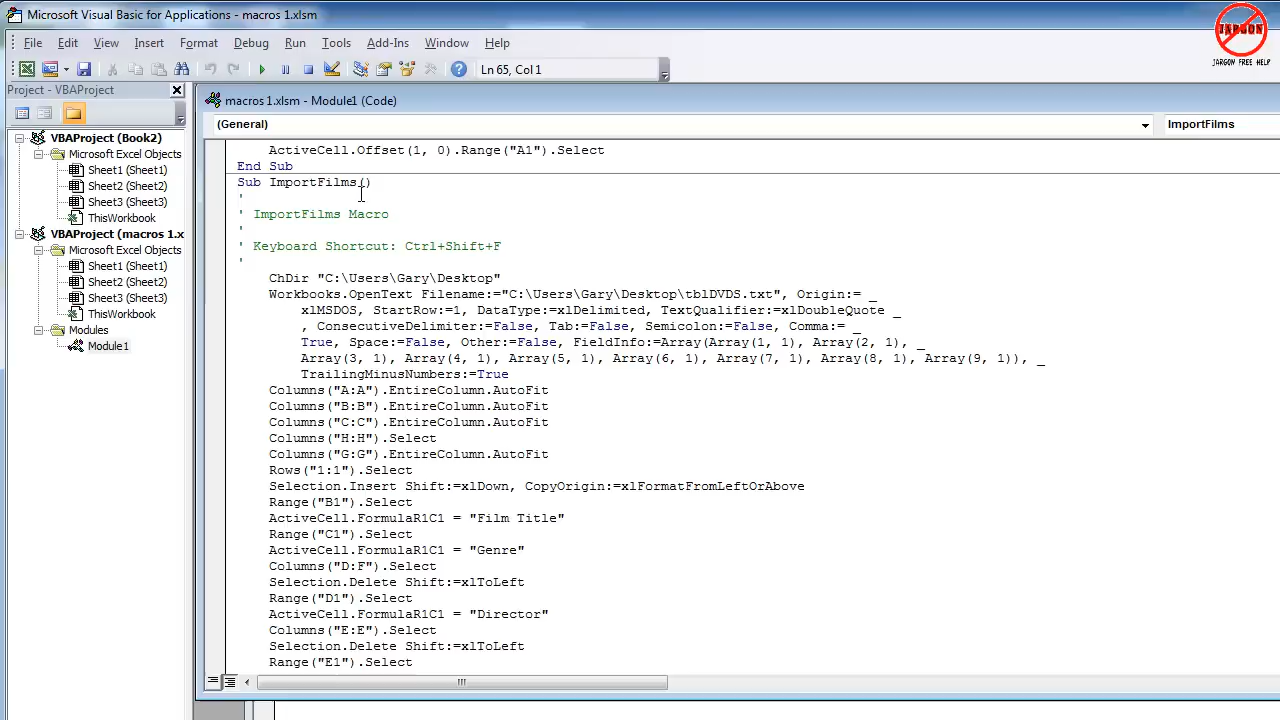 Microsoft Visual Basic for Applications - macros 1.xlsm
JARGON
JARGON FREE HELP
File Edit View Insert Format Debug Run Tools Add-Ins Window Help
Ln 65, Col 1
Project - VBAProject
VBAProject (Book2)
Microsoft Excel Objects
Sheet1 (Sheet1)
Sheet2 (Sheet2)
Sheet3 (Sheet3)
ThisWorkbook
VBAProject (macros 1.x
Microsoft Excel Objects
Sheet1 (Sheet1)
Sheet2 (Sheet2)
Sheet3 (Sheet3)
ThisWorkbook
Modules
Module1
macros 1.xlsm - Module1 (Code)
(General) ImportFilms
ActiveCell.Offset(1, 0).Range("A1").Select
End Sub
Sub ImportFilms()
'
' ImportFilms Macro
'
' Keyboard Shortcut: Ctrl+Shift+F
'
ChDir "C:\Users\Gary\Desktop"
Workbooks.OpenText Filename:="C:\Users\Gary\Desktop\tblDVDS.txt", Origin:= _
xlMSDOS, StartRow:=1, DataType:=xlDelimited, TextQualifier:=xlDoubleQuote _
, ConsecutiveDelimiter:=False, Tab:=False, Semicolon:=False, Comma:= _
True, Space:=False, Other:=False, FieldInfo:=Array(Array(1, 1), Array(2, 1), _
Array(3, 1), Array(4, 1), Array(5, 1), Array(6, 1), Array(7, 1), Array(8, 1), Array(9, 1)), _
TrailingMinusNumbers:=True
Columns("A:A").EntireColumn.AutoFit
Columns("B:B").EntireColumn.AutoFit
Columns("C:C").EntireColumn.AutoFit
Columns("H:H").Select
Columns("G:G").EntireColumn.AutoFit
Rows("1:1").Select
Selection.Insert Shift:=xlDown, CopyOrigin:=xlFormatFromLeftOrAbove
Range("B1").Select
ActiveCell.FormulaR1C1 = "Film Title"
Range("C1").Select
ActiveCell.FormulaR1C1 = "Genre"
Columns("D:F").Select
Selection.Delete Shift:=xlToLeft
Range("D1").Select
ActiveCell.FormulaR1C1 = "Director"
Columns("E:E").Select
Selection.Delete Shift:=xlToLeft
Range("E1").Select